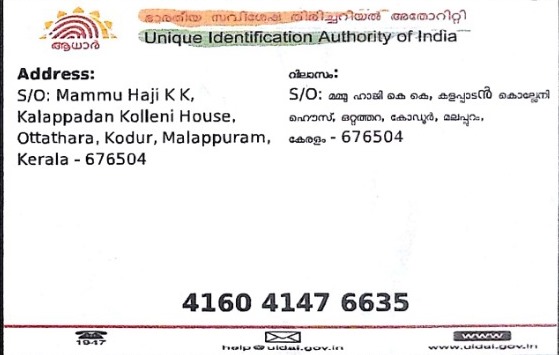 ആധാർ
ഭാരതീയ സവിശേഷ തിരിച്ചറിയൽ അതോറിറ്റി
Unique Identification Authority of India
Address:
S/O: Mammu Haji K K,
Kalappadan Kolleni House,
Ottathara, Kodur, Malappuram,
Kerala - 676504
വിലാസം:
S/O: മമ്മു ഹാജി കെ കെ, കളപ്പാടൻ കൊല്ലേനി
ഹൌസ്, ഒറ്റത്തറ, കോഡൂർ, മലപ്പുറം,
കേരളം - 676504
4160 4147 6635
1947
help@uidai.gov.in
WWW
www.uidai.gov.in